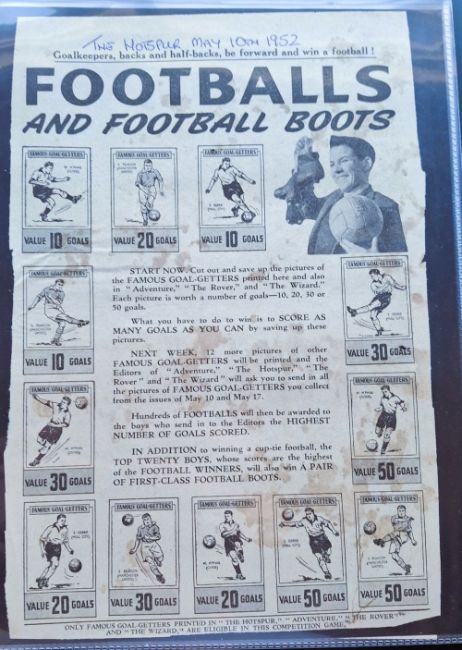 THE HOTSPUR MAY 10TH 1952
Goalkeepers, backs and half-backs, be forward and win a football!
FOOTBALLS
AND FOOTBALL BOOTS
FAMOUS GOAL-GETTERS
VALUE 10 GOALS
FAMOUS GOAL-GETTERS
VALUE 20 GOALS
FAMOUS GOAL-GETTERS
VALUE 10 GOALS
FAMOUS GOAL-GETTERS
VALUE 10 GOALS
START NOW. Cut out and save up the pictures of
the FAMOUS GOAL-GETTERS printed here and also
in "Adventure," "The Rover," and "The Wizard."
Each picture is worth a number of goals—10, 20, 30 or
50 goals.
What you have to do to win is to SCORE AS
MANY GOALS AS YOU CAN by saving up these
pictures.
NEXT WEEK, 12 more pictures of other
FAMOUS GOAL-GETTERS will be printed and the
Editors of "Adventure," "The Hotspur," "The
Rover" and "The Wizard" will ask you to send in all
the pictures of FAMOUS GOAL-GETTERS you collect
from the issues of May 10 and May 17.
Hundreds of FOOTBALLS will then be awarded to
the boys who send in to the Editors the HIGHEST
NUMBER OF GOALS SCORED.
IN ADDITION to winning a cup-tie football, the
TOP TWENTY BOYS, whose scores are the highest
of the FOOTBALL WINNERS, will also win A PAIR
OF FIRST-CLASS FOOTBALL BOOTS.
FAMOUS GOAL-GETTERS
VALUE 30 GOALS
FAMOUS GOAL-GETTERS
VALUE 30 GOALS
FAMOUS GOAL-GETTERS
VALUE 50 GOALS
FAMOUS GOAL-GETTERS
VALUE 20 GOALS
FAMOUS GOAL-GETTERS
VALUE 30 GOALS
FAMOUS GOAL-GETTERS
VALUE 20 GOALS
FAMOUS GOAL-GETTERS
VALUE 50 GOALS
FAMOUS GOAL-GETTERS
VALUE 50 GOALS
ONLY FAMOUS GOAL-GETTERS PRINTED IN "THE HOTSPUR," "ADVENTURE," "THE ROVER"
AND "THE WIZARD," ARE ELIGIBLE IN THIS COMPETITION GAME.